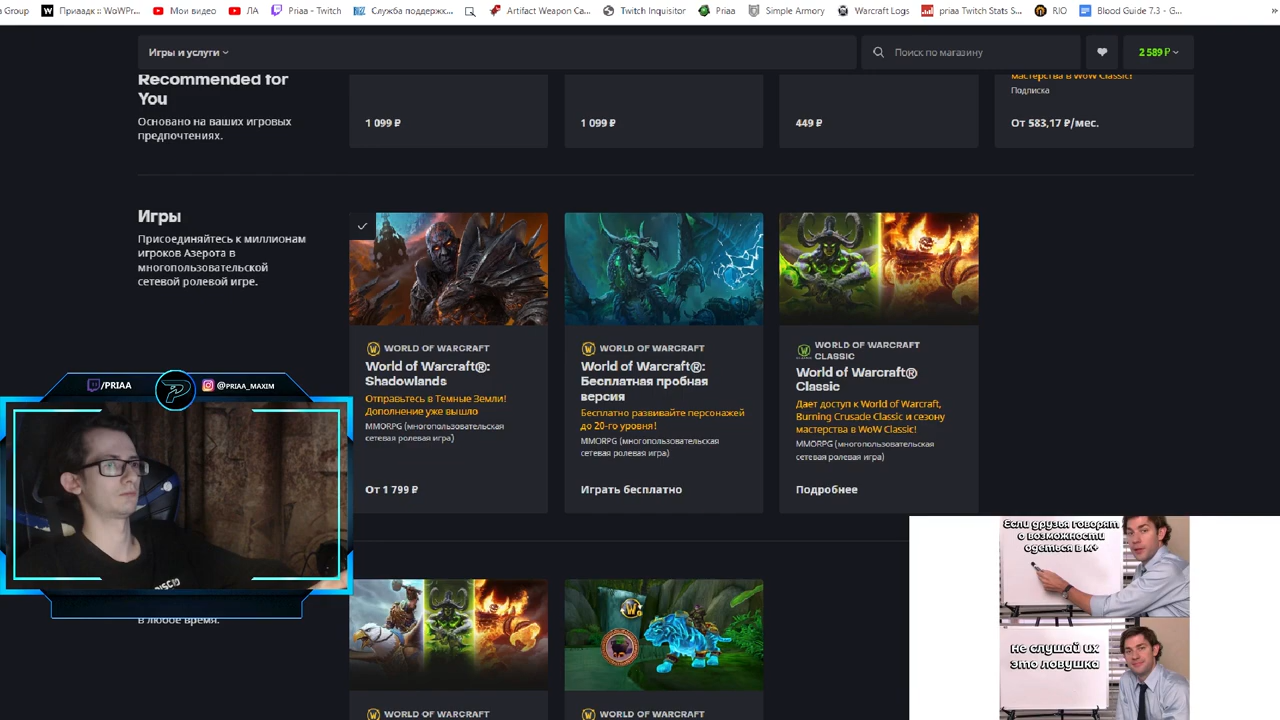 a Group
Приаадк :: WoWPr...
Мои видео
ЛА
Приаа - Twitch
Служба поддержк...
Artifact Weapon Ca...
Twitch Inquisitor
Priaa
Simple Armory
Warcraft Logs
priaa Twitch Stats S...
RIO
Blood Guide 7.3 - G...
»
Игры и услуги
Поиск по магазину
2 589 ₽
Recommended for
You
Основано на ваших игровых
предпочтениях.
1 099 ₽
1 099 ₽
449 ₽
мастерства в WoW Classic!
Подписка
От 583,17 ₽/мес.
Игры
Присоединяйтесь к миллионам
игроков Азерота в
многопользовательской
сетевой ролевой игре.
WORLD OF WARCRAFT
World of Warcraft®:
Shadowlands
Отправьтесь в Темные Земли!
Дополнение уже вышло
MMORPG (многопользовательская
сетевая ролевая игра)
От 1 799 ₽
WORLD OF WARCRAFT
World of Warcraft®:
Бесплатная пробная
версия
Бесплатно развивайте персонажей
до 20-го уровня!
MMORPG (многопользовательская
сетевая ролевая игра)
Играть бесплатно
WORLD OF WARCRAFT
CLASSIC
World of Warcraft®
Classic
Дает доступ к World of Warcraft,
Burning Crusade Classic и сезону
мастерства в WoW Classic!
MMORPG (многопользовательская
сетевая ролевая игра)
Подробнее
/PRIAA
@PRIAA_MAXIM
в любое время.
WORLD OF WARCRAFT
WORLD OF WARCRAFT
Если друзья говорят
о возможности
одеться в м+
не слушай их
это ловушка